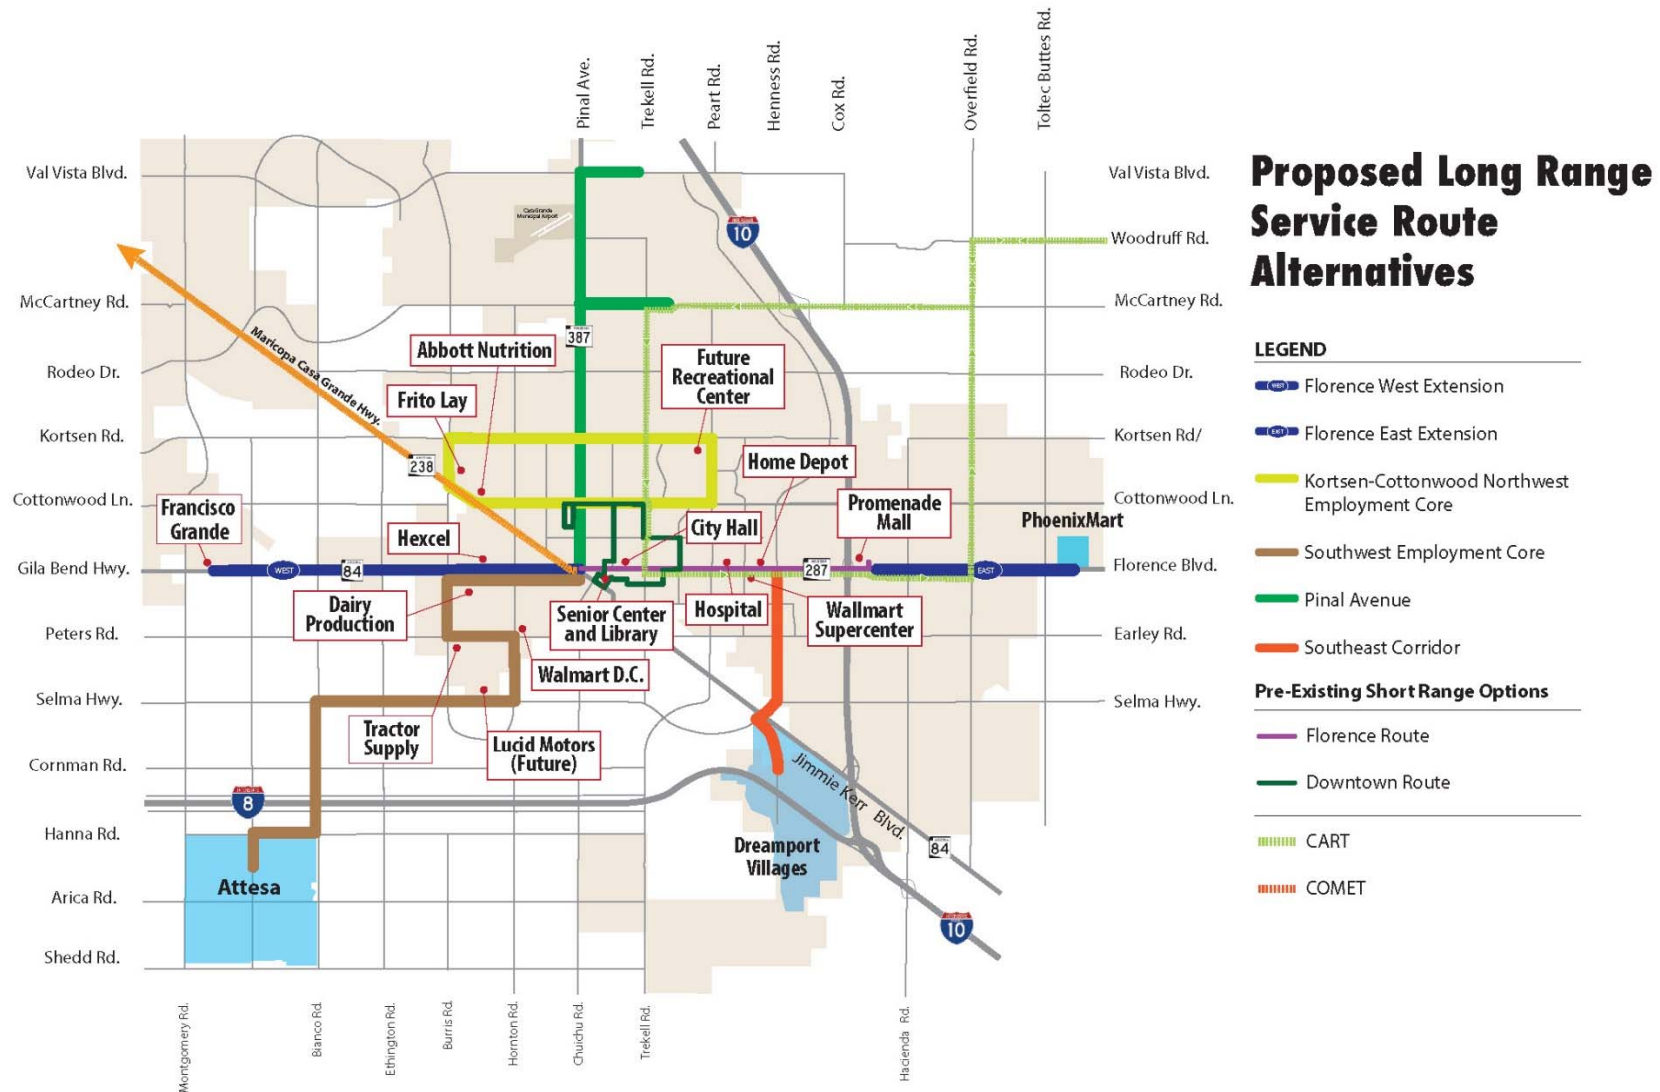 Pinal Ave.
Trekell Rd.
Peart Rd.
Henness Rd.
Cox Rd.
Overfield Rd.
Toltec Buttes Rd.
Val Vista Blvd.
McCartney Rd.
Rodeo Dr.
Kortsen Rd.
Cottonwood Ln.
Gila Bend Hwy.
Peters Rd.
Selma Hwy.
Cornman Rd.
Hanna Rd.
Arica Rd.
Shedd Rd.
Casa Grande
Municipal Airport
10
Maricopa Casa Grande Hwy.
387
Abbott Nutrition
Frito Lay
Future
Recreational
Center
238
Home Depot
Francisco
Grande
Hexcel
City Hall
Promenade
Mall
PhoenixMart
WEST
84
287
EAST
Dairy
Production
Senior Center
and Library
Hospital
Wallmart
Supercenter
Walmart D.C.
Tractor
Supply
Lucid Motors
(Future)
Jimmie Kerr Blvd.
84
8
Dreamport
Villages
Attesa
10
Val Vista Blvd.
Woodruff Rd.
McCartney Rd.
Rodeo Dr.
Kortsen Rd/
Cottonwood Ln.
Florence Blvd.
Earley Rd.
Selma Hwy.
Montgomery Rd.
Bianco Rd.
Ethington Rd.
Burris Rd.
Hornton Rd.
Chuichu Rd.
Trekell Rd.
Hacienda Rd.
Proposed Long Range
Service Route
Alternatives
LEGEND
WEST Florence West Extension
EAST Florence East Extension
Kortsen-Cottonwood Northwest
Employment Core
Southwest Employment Core
Pinal Avenue
Southeast Corridor
Pre-Existing Short Range Options
Florence Route
Downtown Route
CART
COMET